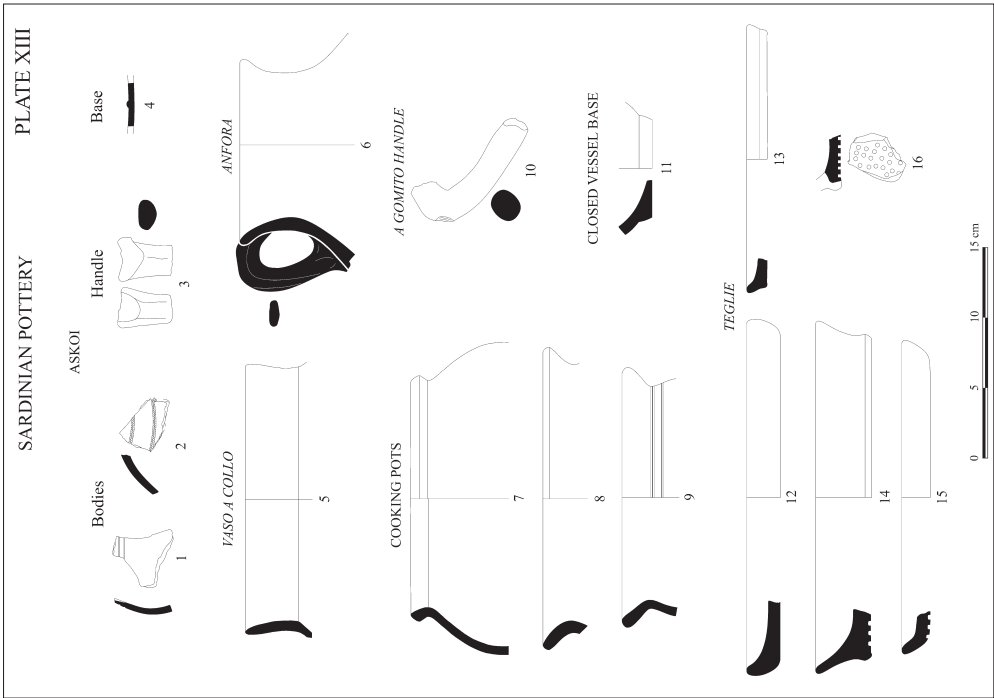 SARDINIAN POTTERY
PLATE XIII
ASKOI
Bodies
Handle
Base
1
2
3
4
VASO A COLLO
ANFORA
5
6
COOKING POTS
A GOMITO HANDLE
7
10
8
CLOSED VESSEL BASE
9
11
TEGLIE
12
13
14
15
16
0 5 10 15 cm